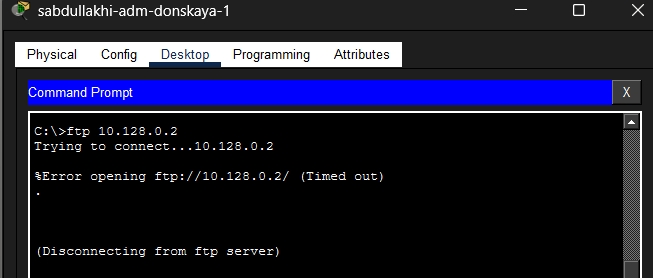 sabdullakhi-adm-donskaya-1
Physical Config Desktop Programming Attributes
Command Prompt X
C:\>ftp 10.128.0.2
Trying to connect...10.128.0.2
%Error opening ftp://10.128.0.2/ (Timed out)
.
(Disconnecting from ftp server)